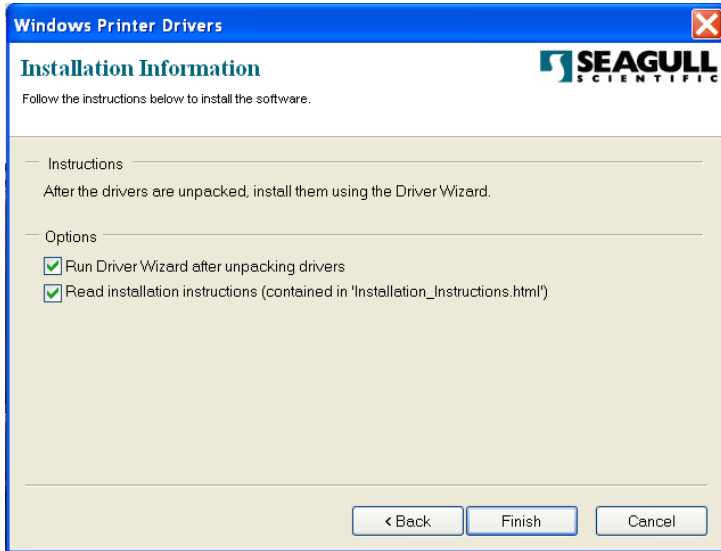 Windows Printer Drivers
Installation Information
SEAGULL
SCIENTIFIC
Follow the instructions below to install the software.
Instructions
After the drivers are unpacked, install them using the Driver Wizard.
Options
Run Driver Wizard after unpacking drivers
Read installation instructions (contained in 'Installation_Instructions.html')
< Back Finish Cancel